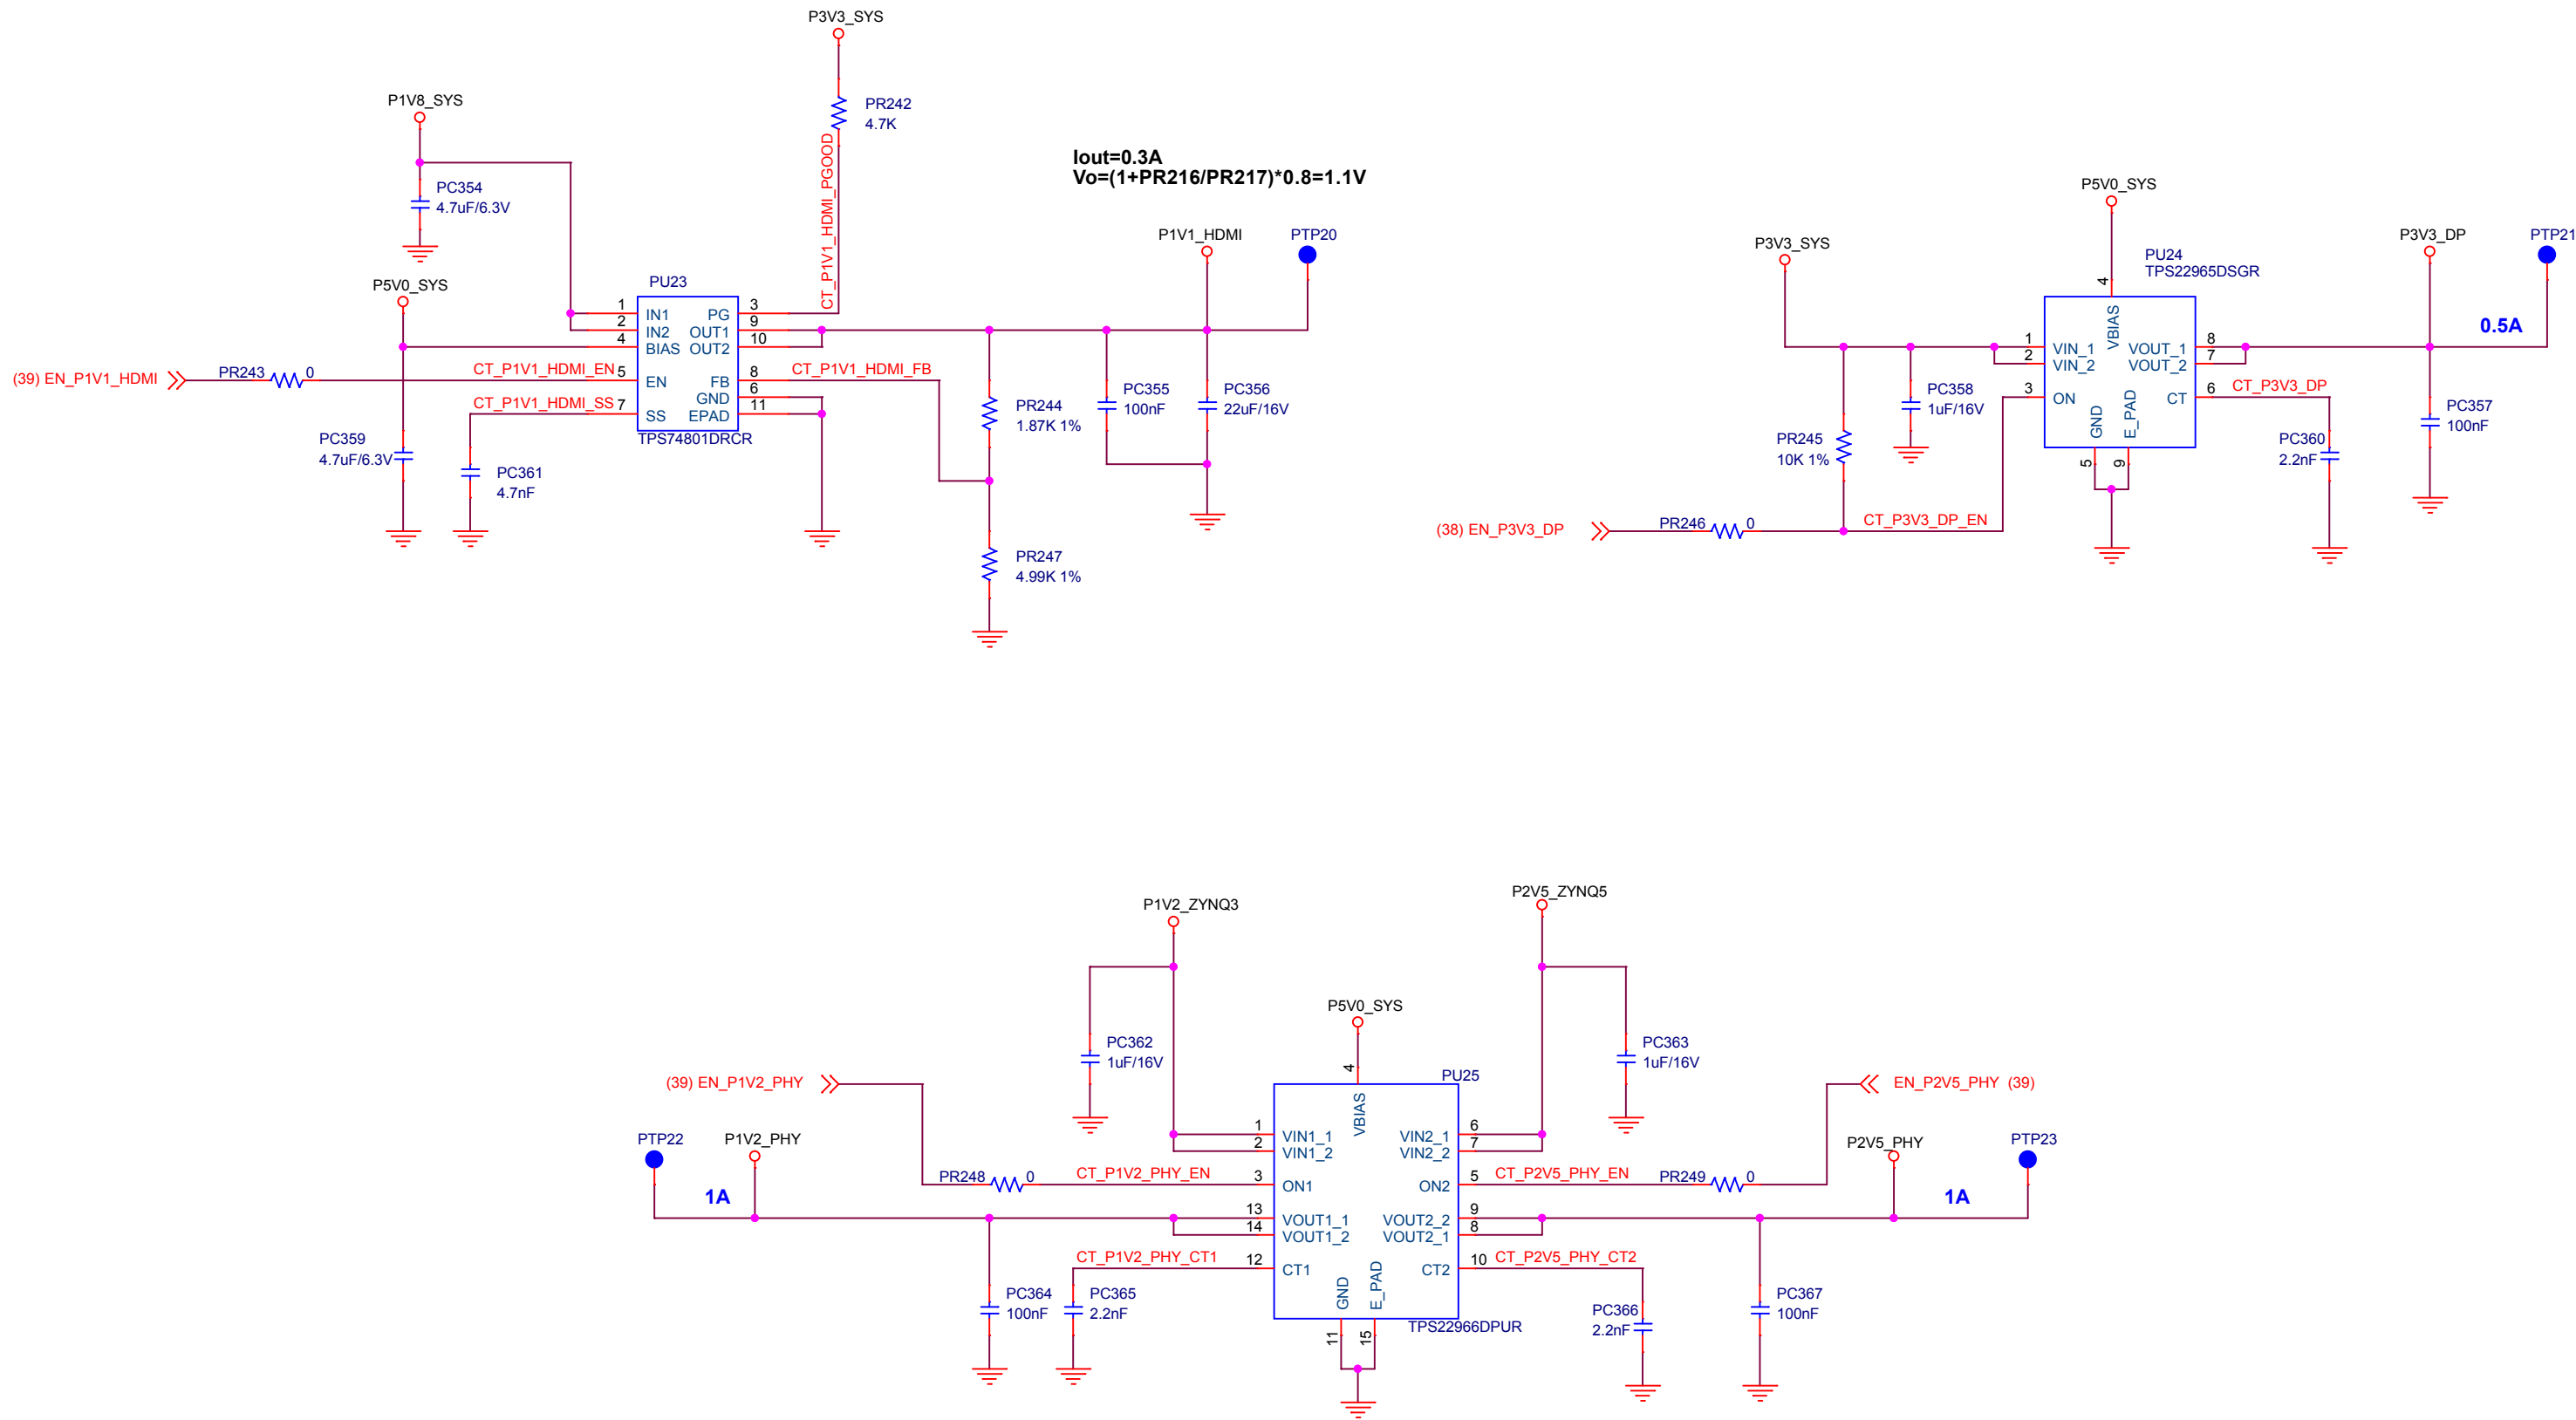 P3V3_SYS
PR242
4.7K
CT_P1V1_HDMI_PGOOD
P1V8_SYS
PC354
4.7uF/6.3V
Iout=0.3A
Vo=(1+PR216/PR217)*0.8=1.1V
P5V0_SYS
PU23
1 IN1
2 IN2
4 BIAS
5 EN
7 SS
PG 3
OUT1 9
OUT2 10
FB 8
GND 6
EPAD 11
TPS74801DRCR
(39) EN_P1V1_HDMI
PR243 0
CT_P1V1_HDMI_EN
CT_P1V1_HDMI_SS
PC359
4.7uF/6.3V
PC361
4.7nF
CT_P1V1_HDMI_FB
PR244
1.87K 1%
PR247
4.99K 1%
PC355
100nF
PC356
22uF/16V
P1V1_HDMI
PTP20
P5V0_SYS
P3V3_SYS
PU24
TPS22965DSGR
4
VBIAS
1 VIN_1
2 VIN_2
3 ON
VOUT_1 8
VOUT_2 7
CT 6
GND
E_PAD
5
9
P3V3_DP
PTP21
0.5A
CT_P3V3_DP
PC358
1uF/16V
PR245
10K 1%
PC360
2.2nF
PC357
100nF
(38) EN_P3V3_DP
PR246 0
CT_P3V3_DP_EN
P1V2_ZYNQ3
P2V5_ZYNQ5
P5V0_SYS
PC362
1uF/16V
PC363
1uF/16V
PU25
4
VBIAS
1 VIN1_1
2 VIN1_2
3 ON1
13 VOUT1_1
14 VOUT1_2
12 CT1
VIN2_1 6
VIN2_2 7
ON2 5
VOUT2_2 9
VOUT2_1 8
CT2 10
GND
E_PAD
11
15
TPS22966DPUR
(39) EN_P1V2_PHY
EN_P2V5_PHY (39)
PTP22
P1V2_PHY
1A
PR248 0
CT_P1V2_PHY_EN
CT_P2V5_PHY_EN
PR249 0
P2V5_PHY
PTP23
1A
CT_P1V2_PHY_CT1
CT_P2V5_PHY_CT2
PC364
100nF
PC365
2.2nF
PC366
2.2nF
PC367
100nF